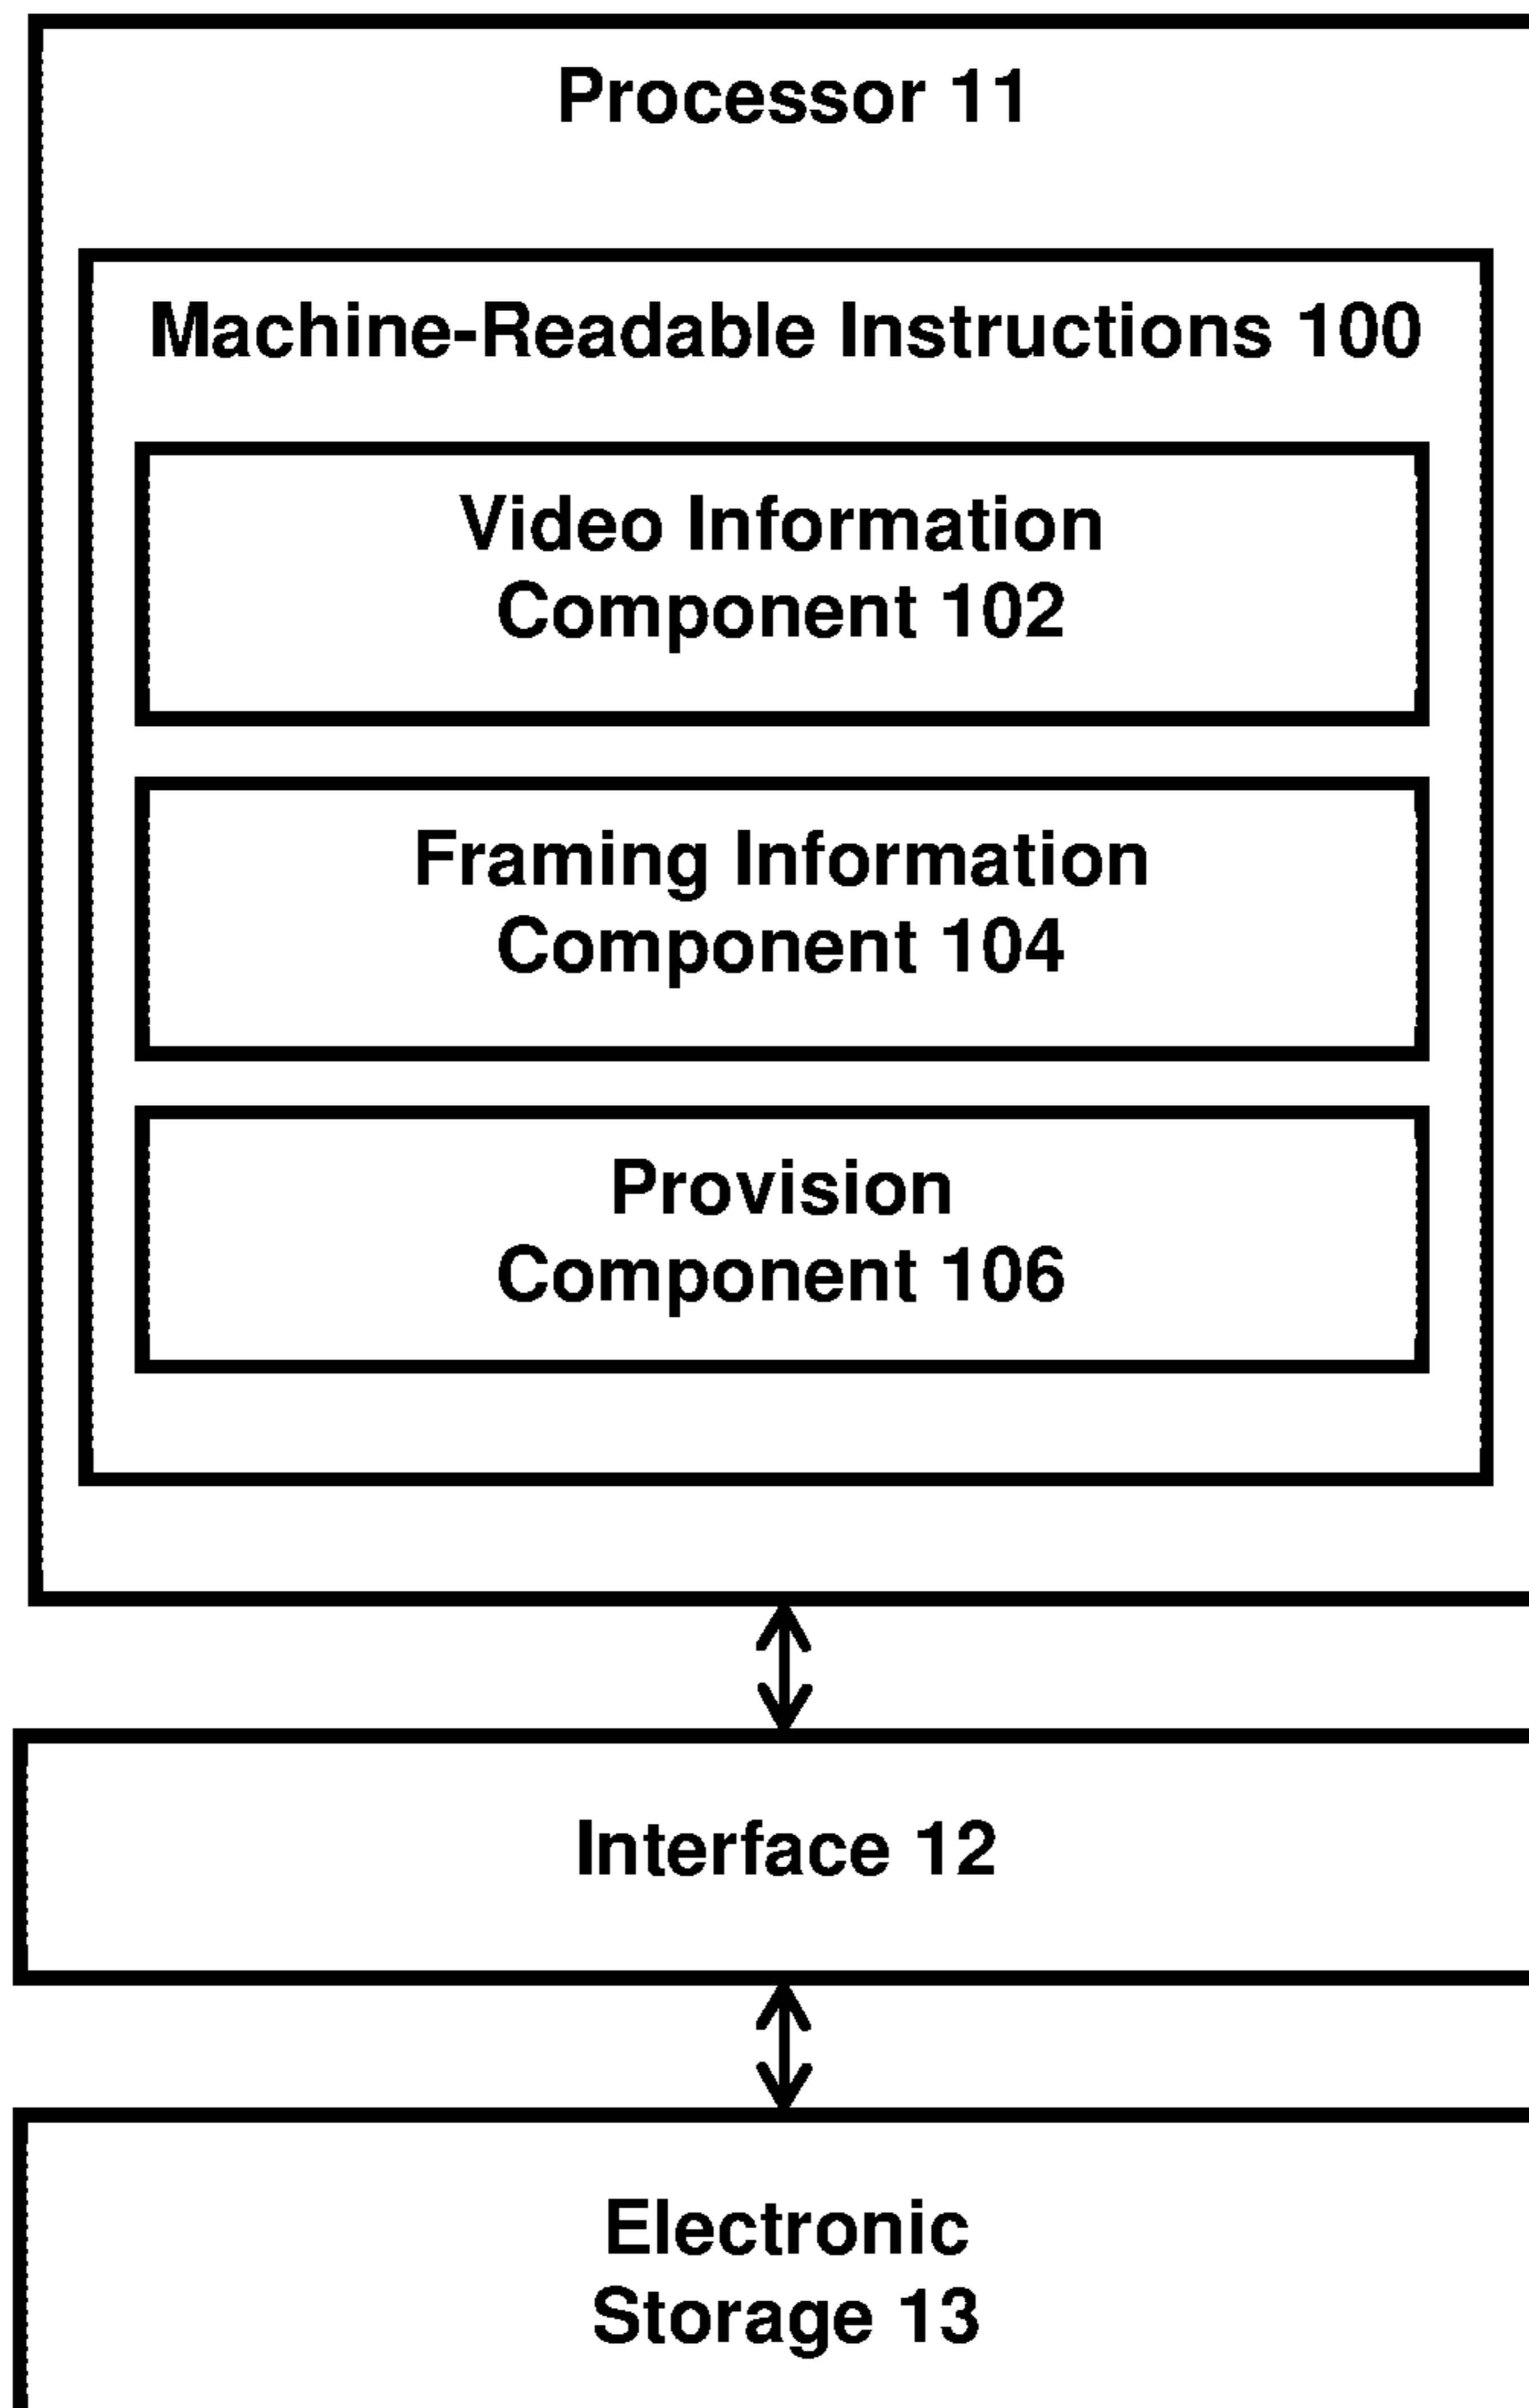 Processor 11
Machine-Readable Instructions 100
Video Information
Component 102
Framing Information
Component 104
Provision
Component 106
Interface 12
Electronic
Storage 13